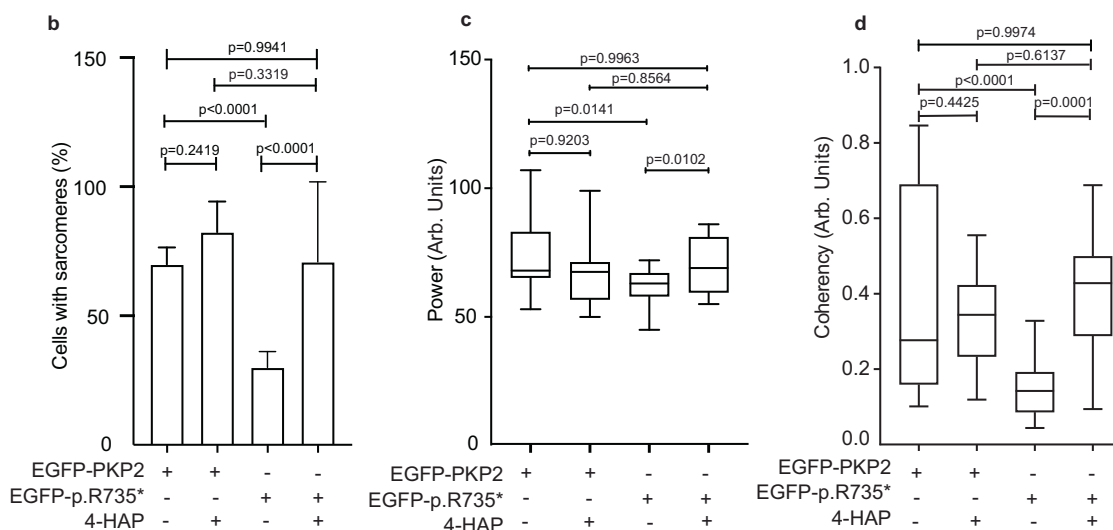 b
p=0.9941
p=0.3319
p<0.0001
p=0.2419
p<0.0001
150
100
50
0
Cells with sarcomeres (%)
EGFP-PKP2 + + - -
EGFP-p.R735* - - + +
4-HAP - + - +
c
p=0.9963
p=0.8564
p=0.0141
p=0.9203
p=0.0102
150
100
50
0
Power (Arb. Units)
EGFP-PKP2 + + - -
EGFP-p.R735* - - + +
4-HAP - + - +
d
p=0.9974
p=0.6137
p<0.0001
p=0.4425
p=0.0001
1.0
0.8
0.6
0.4
0.2
0.0
Coherency (Arb. Units)
EGFP-PKP2 + + - -
EGFP-p.R735* - - + +
4-HAP - + - +